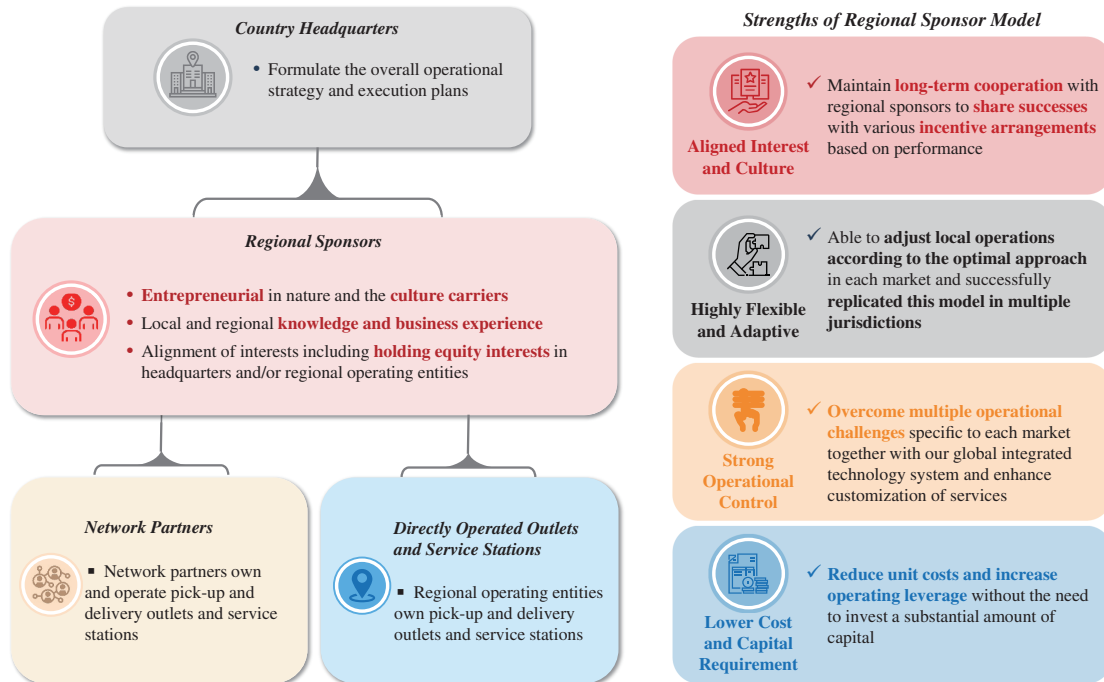 Country Headquarters
• Formulate the overall operational
strategy and execution plans
Regional Sponsors
$
• Entrepreneurial in nature and the culture carriers
• Local and regional knowledge and business experience
• Alignment of interests including holding equity interests in
headquarters and/or regional operating entities
Network Partners
▪ Network partners own
and operate pick-up and
delivery outlets and service
stations
Directly Operated Outlets
and Service Stations
▪ Regional operating entities
own pick-up and delivery
outlets and service stations
Strengths of Regional Sponsor Model
Aligned Interest
and Culture
✓ Maintain long-term cooperation with
regional sponsors to share successes
with various incentive arrangements
based on performance
Highly Flexible
and Adaptive
✓ Able to adjust local operations
according to the optimal approach
in each market and successfully
replicated this model in multiple
jurisdictions
Strong
Operational
Control
✓ Overcome multiple operational
challenges specific to each market
together with our global integrated
technology system and enhance
customization of services
Lower Cost
and Capital
Requirement
✓ Reduce unit costs and increase
operating leverage without the need
to invest a substantial amount of
capital